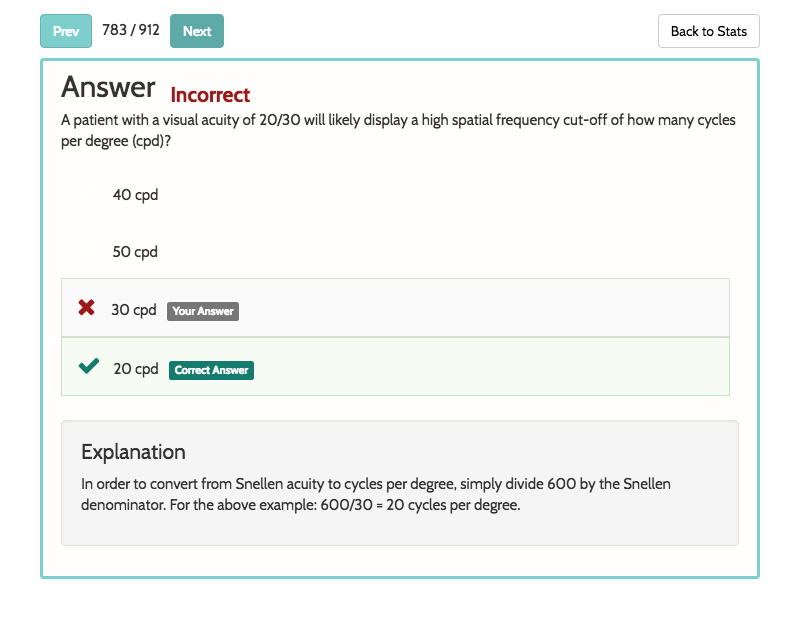 Prev 783 / 912 Next Back to Stats
Answer Incorrect
A patient with a visual acuity of 20/30 will likely display a high spatial frequency cut-off of how many cycles
per degree (cpd)?
40 cpd
50 cpd
30 cpd Your Answer
20 cpd Correct Answer
Explanation
In order to convert from Snellen acuity to cycles per degree, simply divide 600 by the Snellen
denominator. For the above example: 600/30 = 20 cycles per degree.